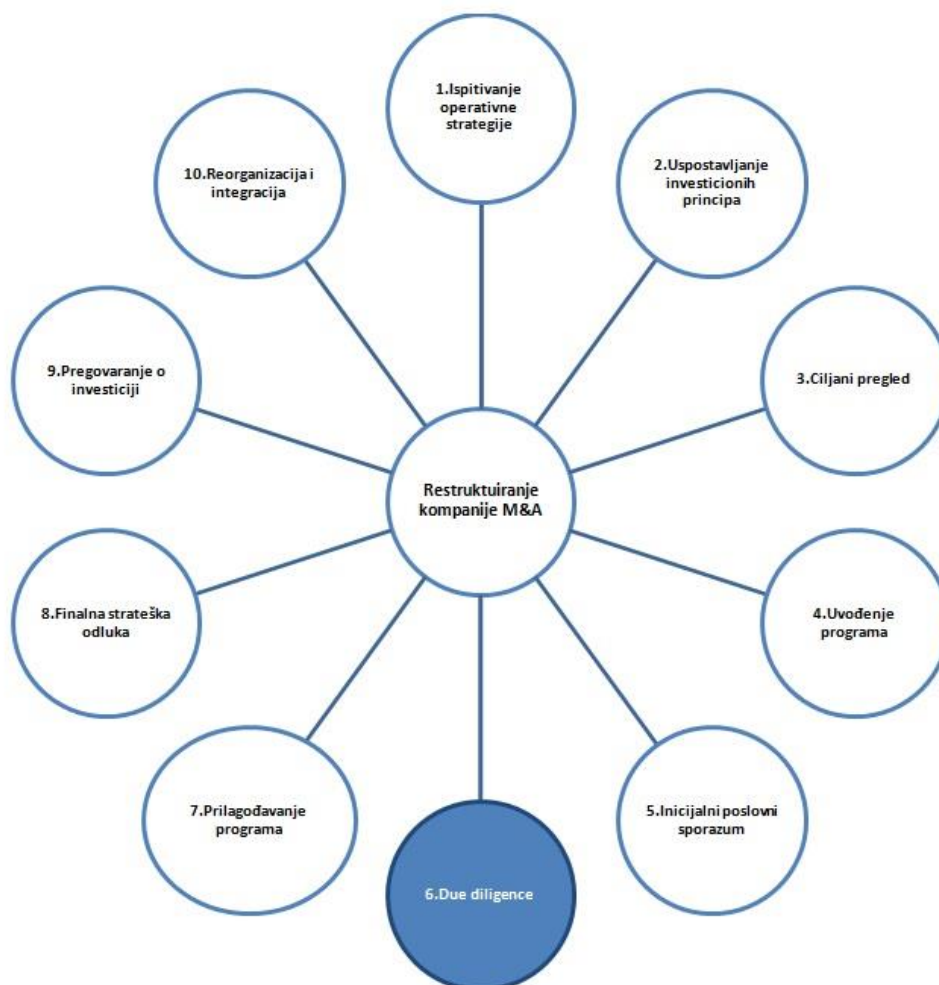 1.Ispitivanje
operativne
strategije
2.Uspostavljanje
investicionih
principa
3.Ciljani pregled
4.Uvođenje
programa
5.Inicijalni poslovni
sporazum
6.Due diligence
7.Prilagođavanje
programa
8.Finalna strateška
odluka
9.Pregovaranje o
investiciji
10.Reorganizacija i
integracija
Restruktuiranje
kompanije M&A